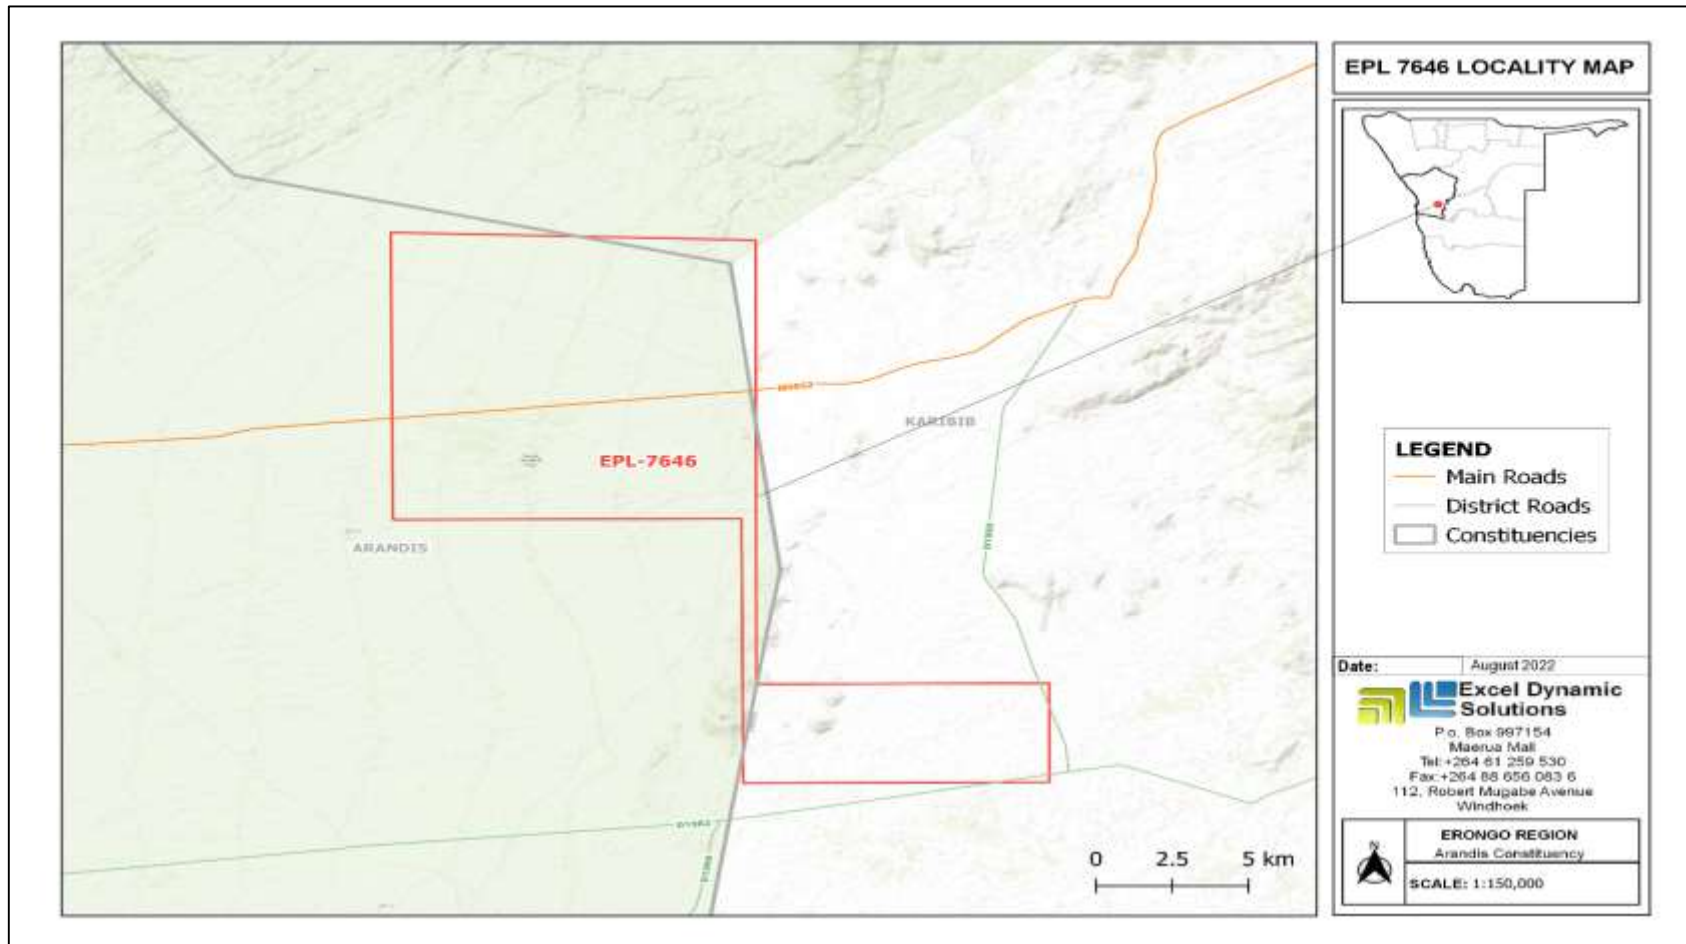 EPL 7646 LOCALITY MAP
KARIBIB
EPL-7646
ARANDIS
LEGEND
Main Roads
District Roads
Constituencies
0 2.5 5 km
Date: August 2022
Excel Dynamic
Solutions
P.o. Box 997154
Maerua Mall
Tel:+264 61 259 530
Fax:+264 88 656 083 6
112, Robert Mugabe Avenue
Windhoek
N
ERONGO REGION
Arandis Constituency
SCALE: 1:150,000